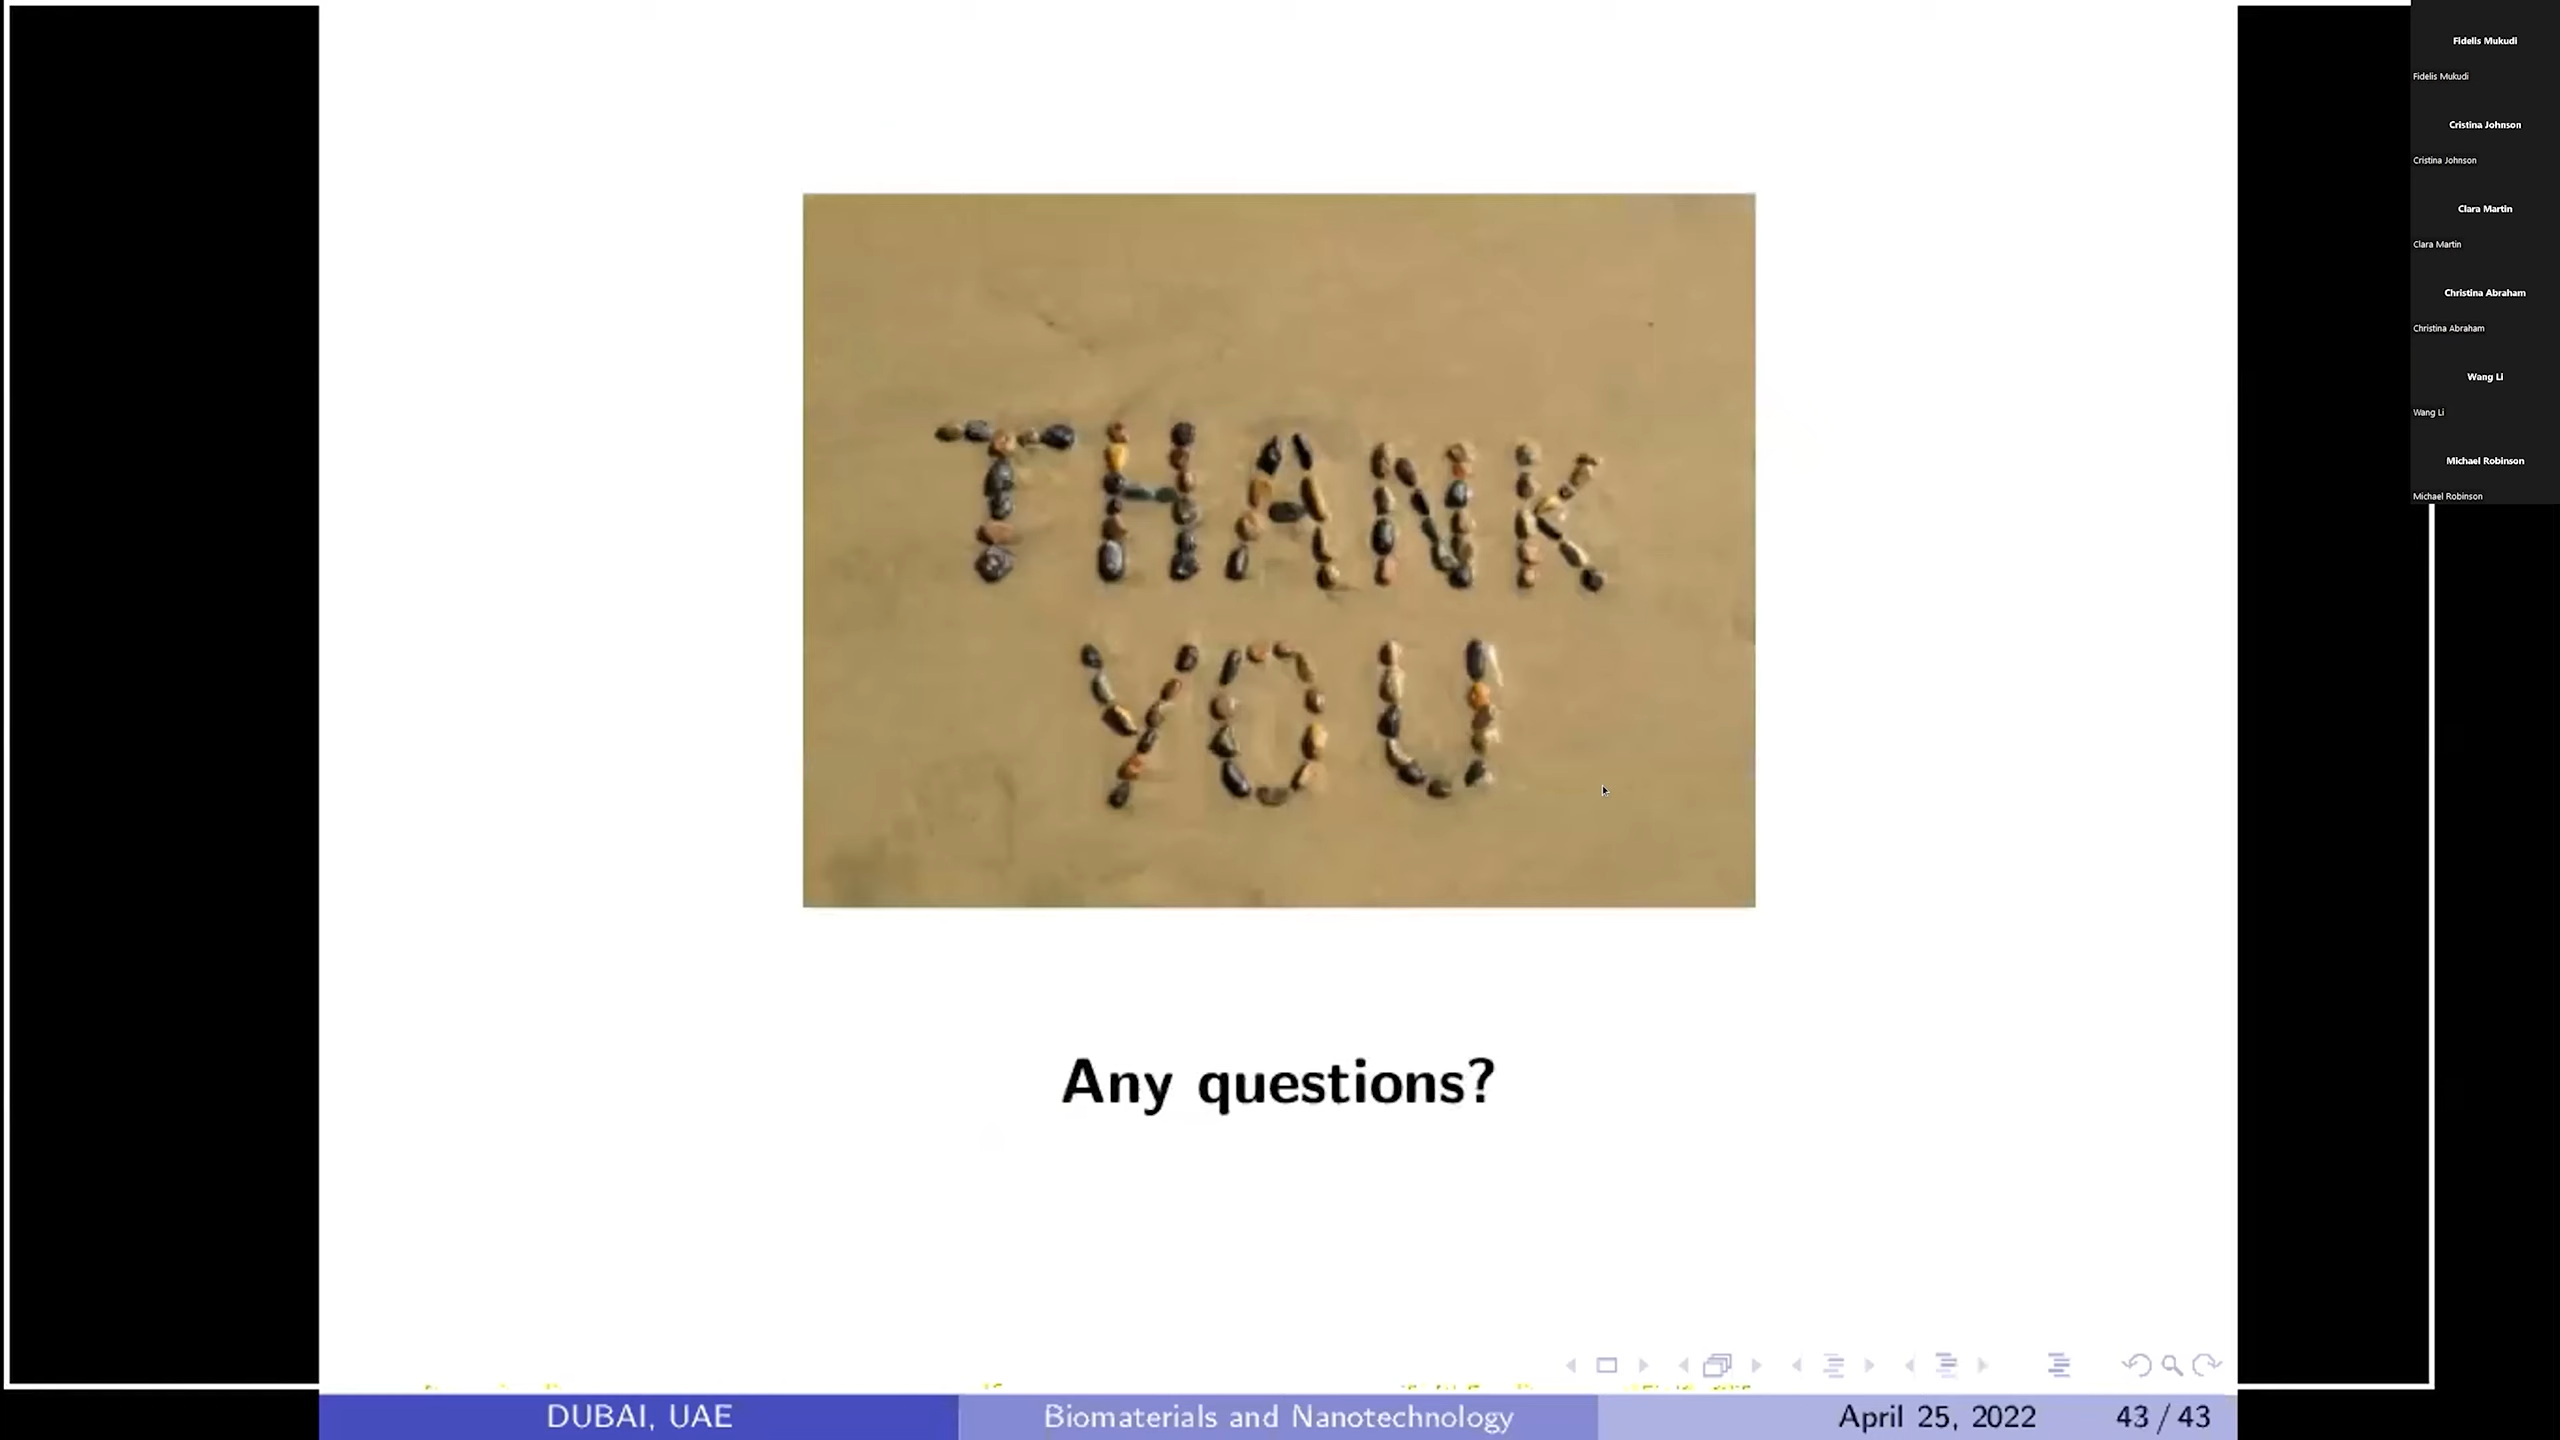 THANK
YOU
Any questions?
DUBAI, UAE
Biomaterials and Nanotechnology
April 25, 2022
43 / 43
Fidelis Mukudi
Fidelis Mukudi
Cristina Johnson
Cristina Johnson
Clara Martin
Clara Martin
Christina Abraham
Christina Abraham
Wang Li
Wang Li
Michael Robinson
Michael Robinson